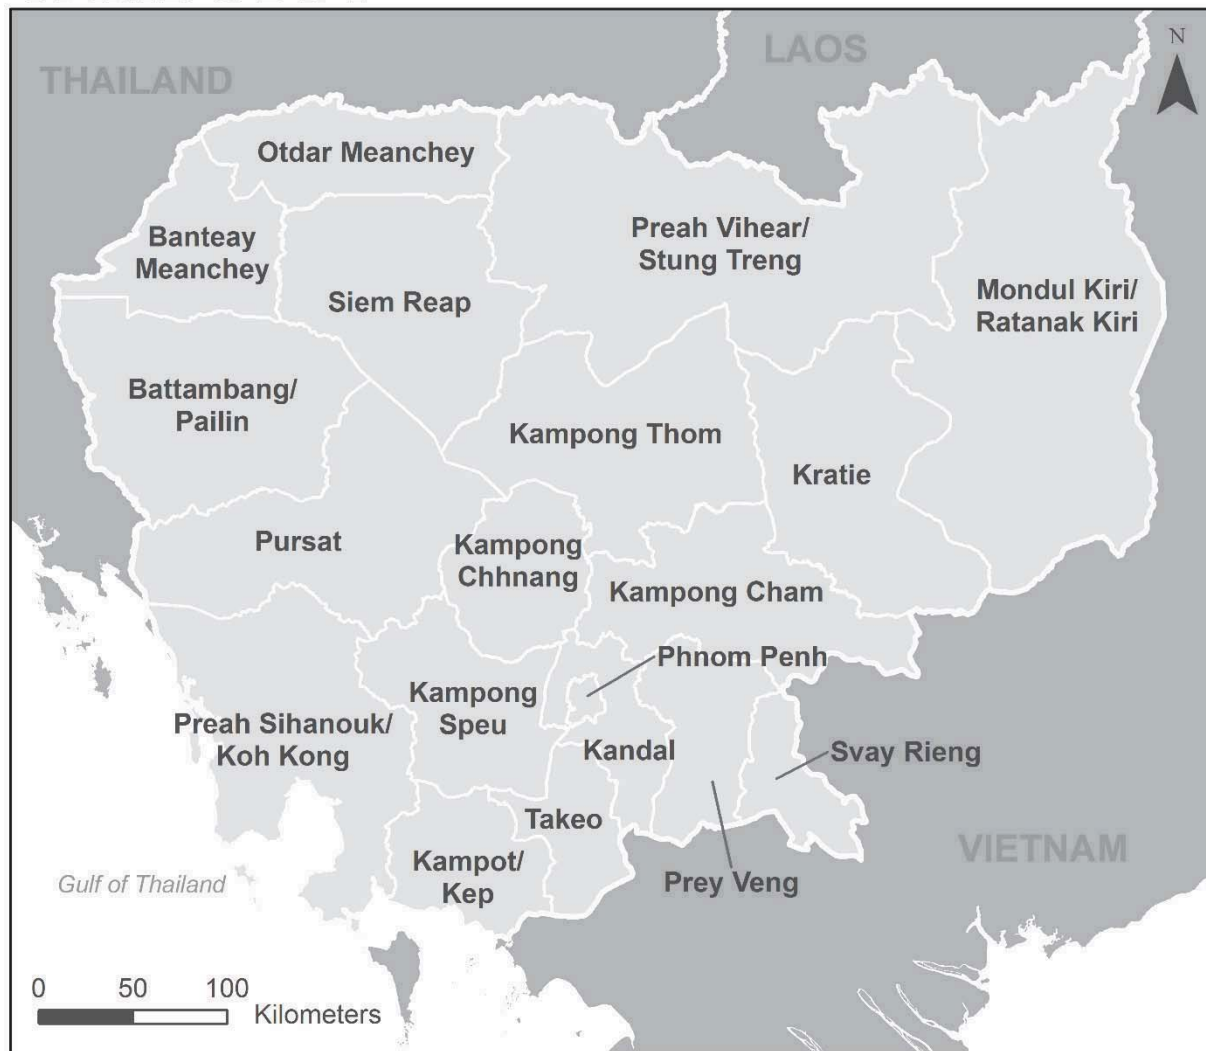 THAILAND
LAOS
N
Otdar Meanchey
Banteay
Meanchey
Siem Reap
Preah Vihear/
Stung Treng
Mondul Kiri/
Ratanak Kiri
Battambang/
Pailin
Kampong Thom
Kratie
Pursat
Kampong
Chhnang
Kampong Cham
Phnom Penh
Kampong
Speu
Preah Sihanouk/
Koh Kong
Kandal
Svay Rieng
Takeo
Kampot/
Kep
Prey Veng
VIETNAM
Gulf of Thailand
0 50 100
Kilometers